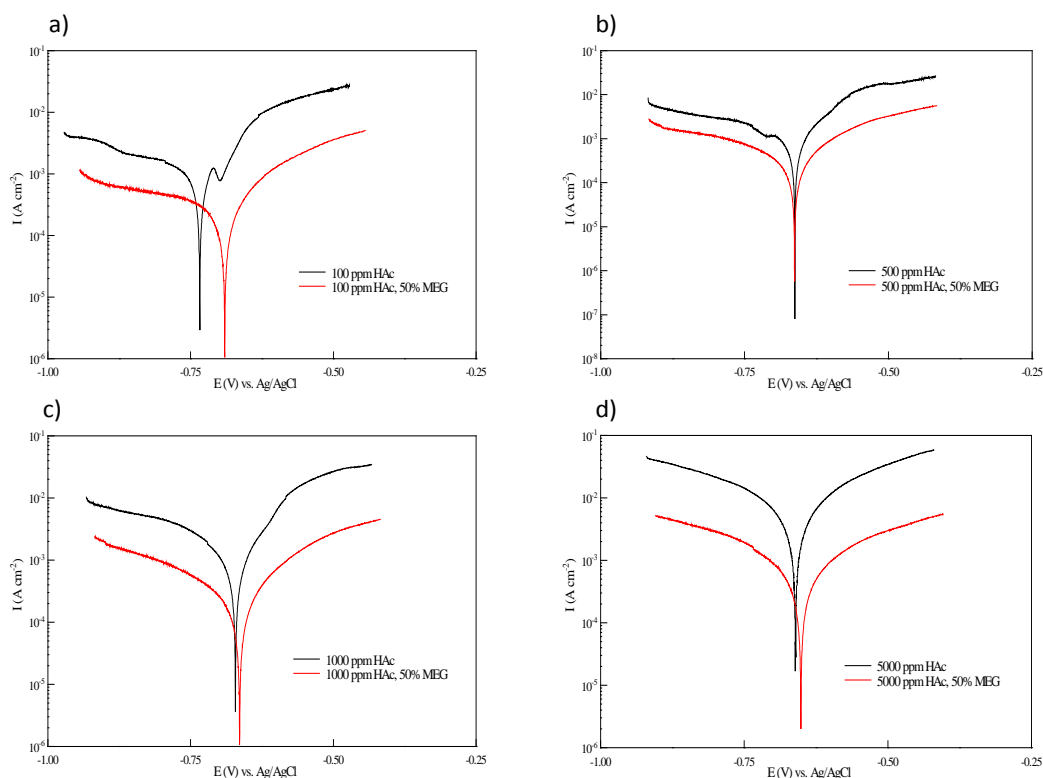 a)
I (A cm-2)
10-1
10-2
10-3
10-4
10-5
10-6
100 ppm HAc
100 ppm HAc, 50% MEG
-1.00 -0.75 -0.50 -0.25
E (V) vs. Ag/AgCl
b)
I (A cm-2)
10-1
10-2
10-3
10-4
10-5
10-6
10-7
10-8
500 ppm HAc
500 ppm HAc, 50% MEG
-1.00 -0.75 -0.50 -0.25
E (V) vs. Ag/AgCl
c)
I (A cm-2)
10-1
10-2
10-3
10-4
10-5
10-6
1000 ppm HAc
1000 ppm HAc, 50% MEG
-1.00 -0.75 -0.50 -0.25
E (V) vs. Ag/AgCl
d)
I (A cm-2)
10-1
10-2
10-3
10-4
10-5
10-6
5000 ppm HAc
5000 ppm HAc, 50% MEG
-1.00 -0.75 -0.50 -0.25
E (V) vs. Ag/AgCl